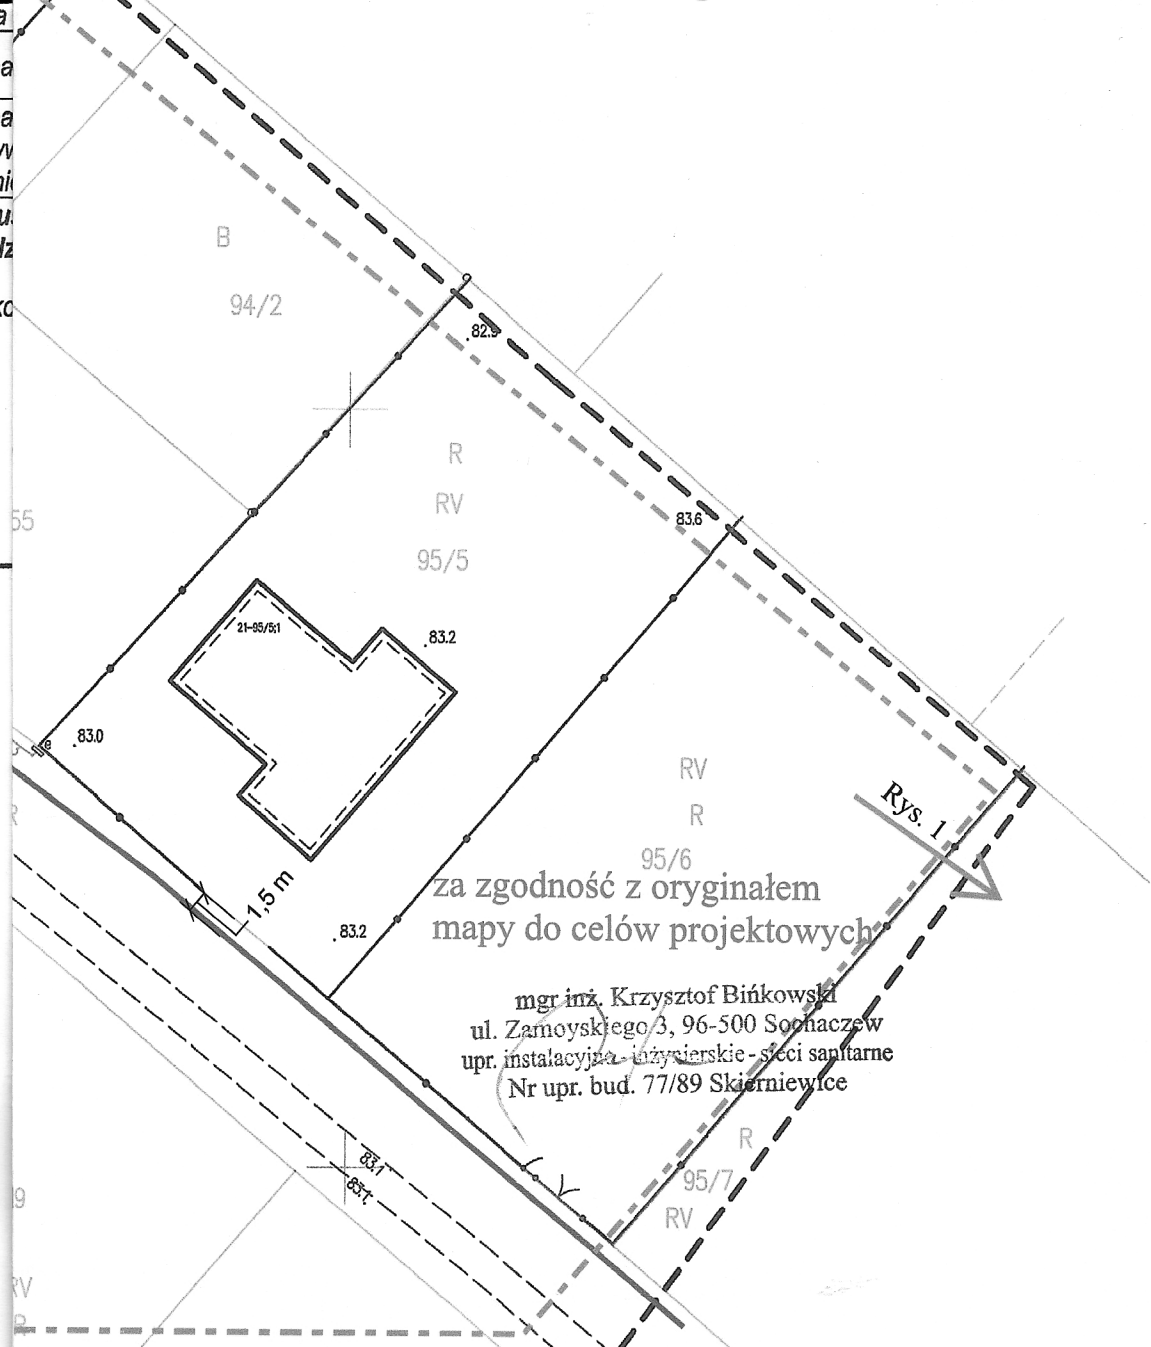 B
94/2
82.9
R
RV
95/5
83.6
21-95/5;1
83.2
e
83.0
RV
R
95/6
Rys. 1
1,5 m
83.2
za zgodność z oryginałem
mapy do celów projektowych
mgr inż. Krzysztof Bińkowski
ul. Zamoyskiego 3, 96-500 Sochaczew
upr. instalacyjno - inżynierskie - sieci sanitarne
Nr upr. bud. 77/89 Skierniewice
R
95/7
RV
83.1
83.1